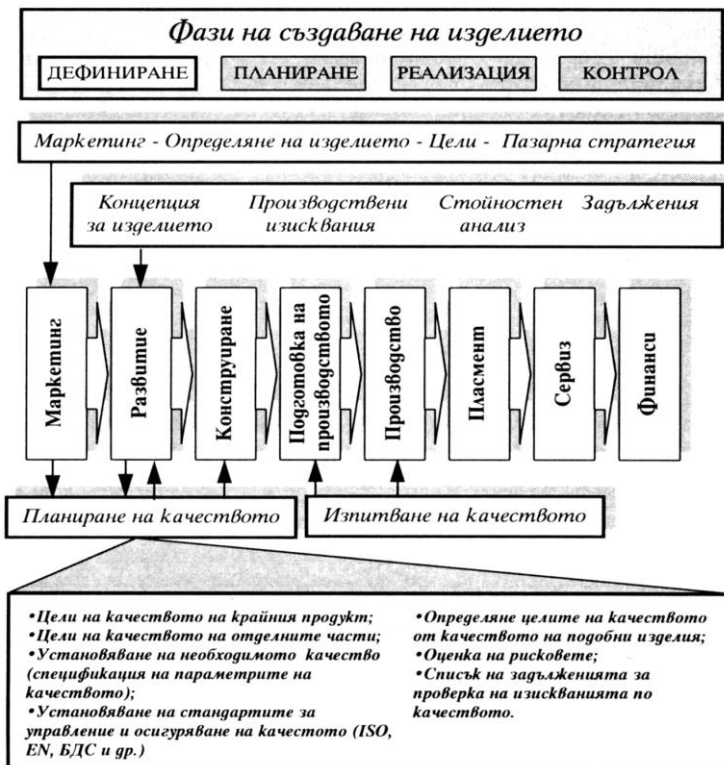 Фази на създаване на изделието
ДЕФИНИРАНЕ ПЛАНИРАНЕ РЕАЛИЗАЦИЯ КОНТРОЛ
Маркетинг - Определяне на изделието - Цели - Пазарна стратегия
Концепция Производствени Стойностен Задължения
за изделието изисквания анализ
Маркетинг
Развитие
Конструиране
Подготовка на
производството
Производство
Пласмент
Сервиз
Финанси
Планиране на качеството
Изпитване на качеството
•Цели на качеството на крайния продукт;
•Цели на качеството на отделните части;
•Установяване на необходимото качество
(спецификация на параметрите на
качеството);
•Установяване на стандартите за
управление и осигуряване на качестото (ISO,
EN, БДС и др.)
•Определяне целите на качеството
от качеството на подобни изделия;
•Оценка на рисковете;
•Списък на задълженията за
проверка на изискванията по
качеството.